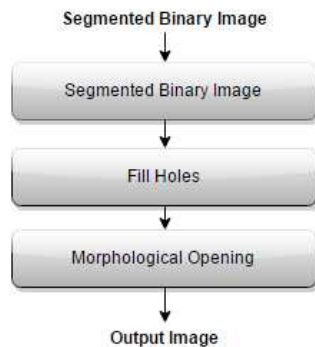 Segmented Binary Image
Segmented Binary Image
Fill Holes
Morphological Opening
Output Image